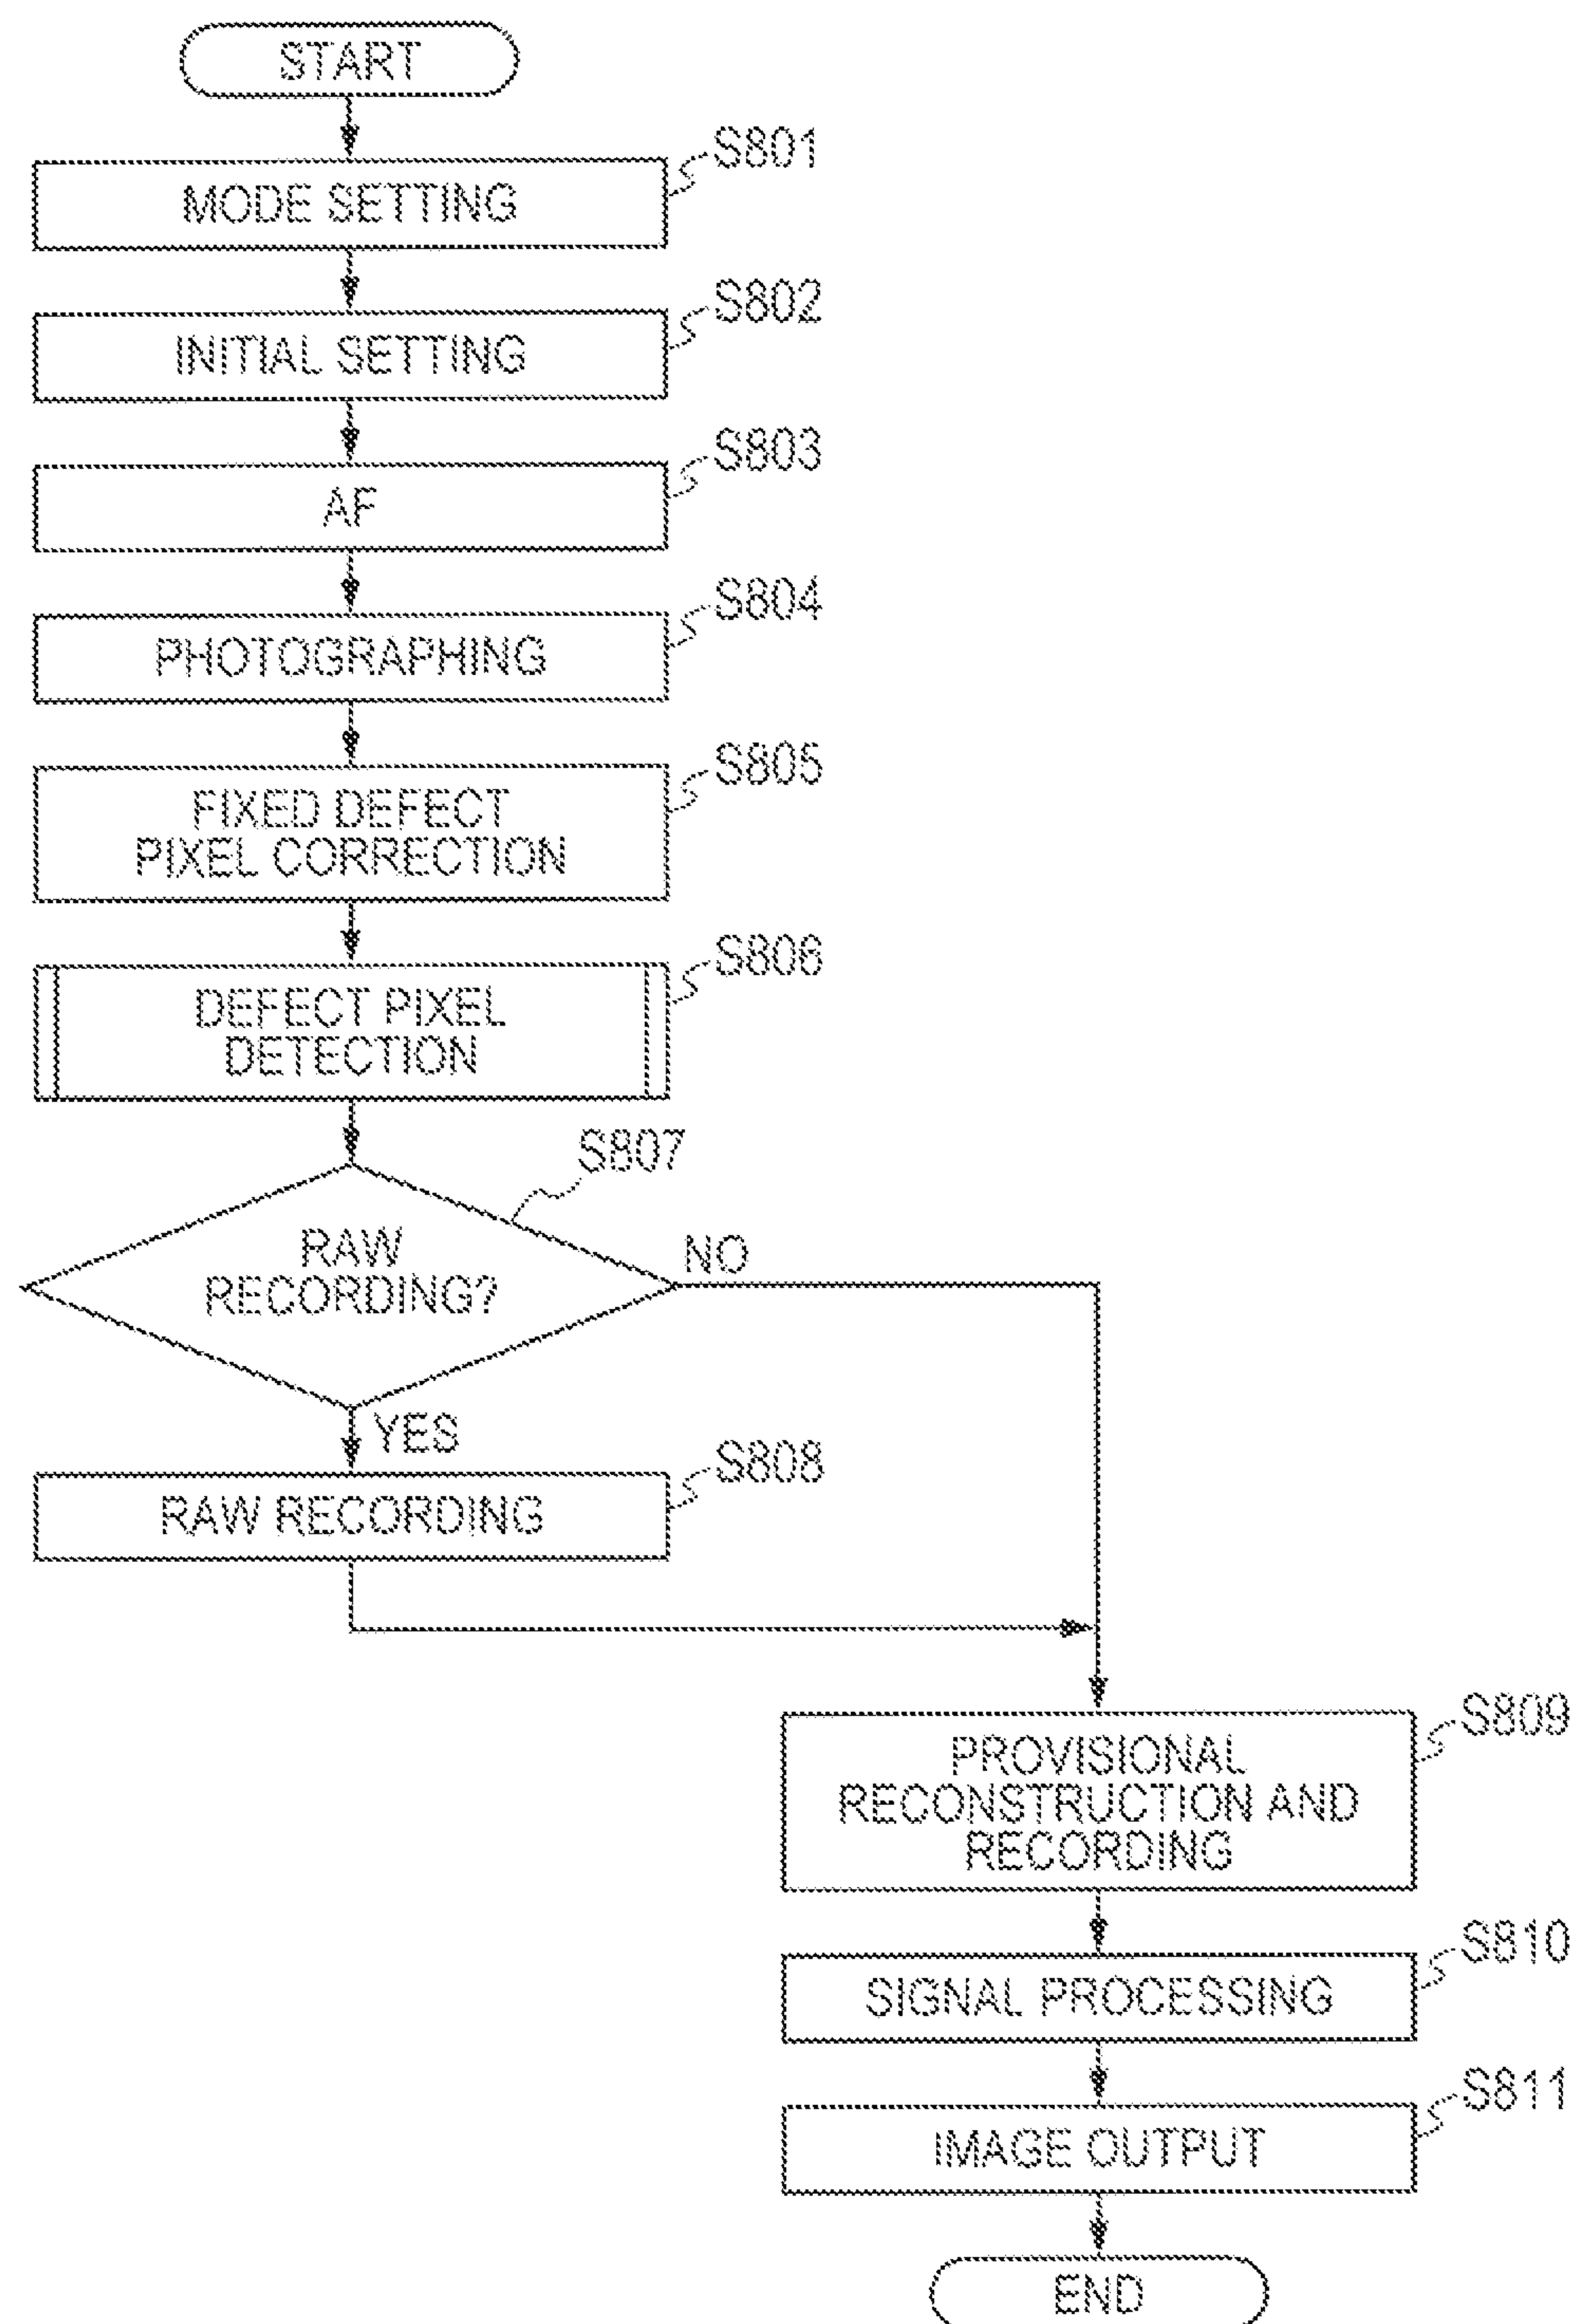 START
S801
MODE SETTING
S802
INITIAL SETTING
S803
AF
S804
PHOTOGRAPHING
S805
FIXED DEFECT
PIXEL CORRECTION
S806
DEFECT PIXEL
DETECTION
S807
RAW
RECORDING?
NO
YES
S808
RAW RECORDING
S809
PROVISIONAL
RECONSTRUCTION AND
RECORDING
S810
SIGNAL PROCESSING
S811
IMAGE OUTPUT
END